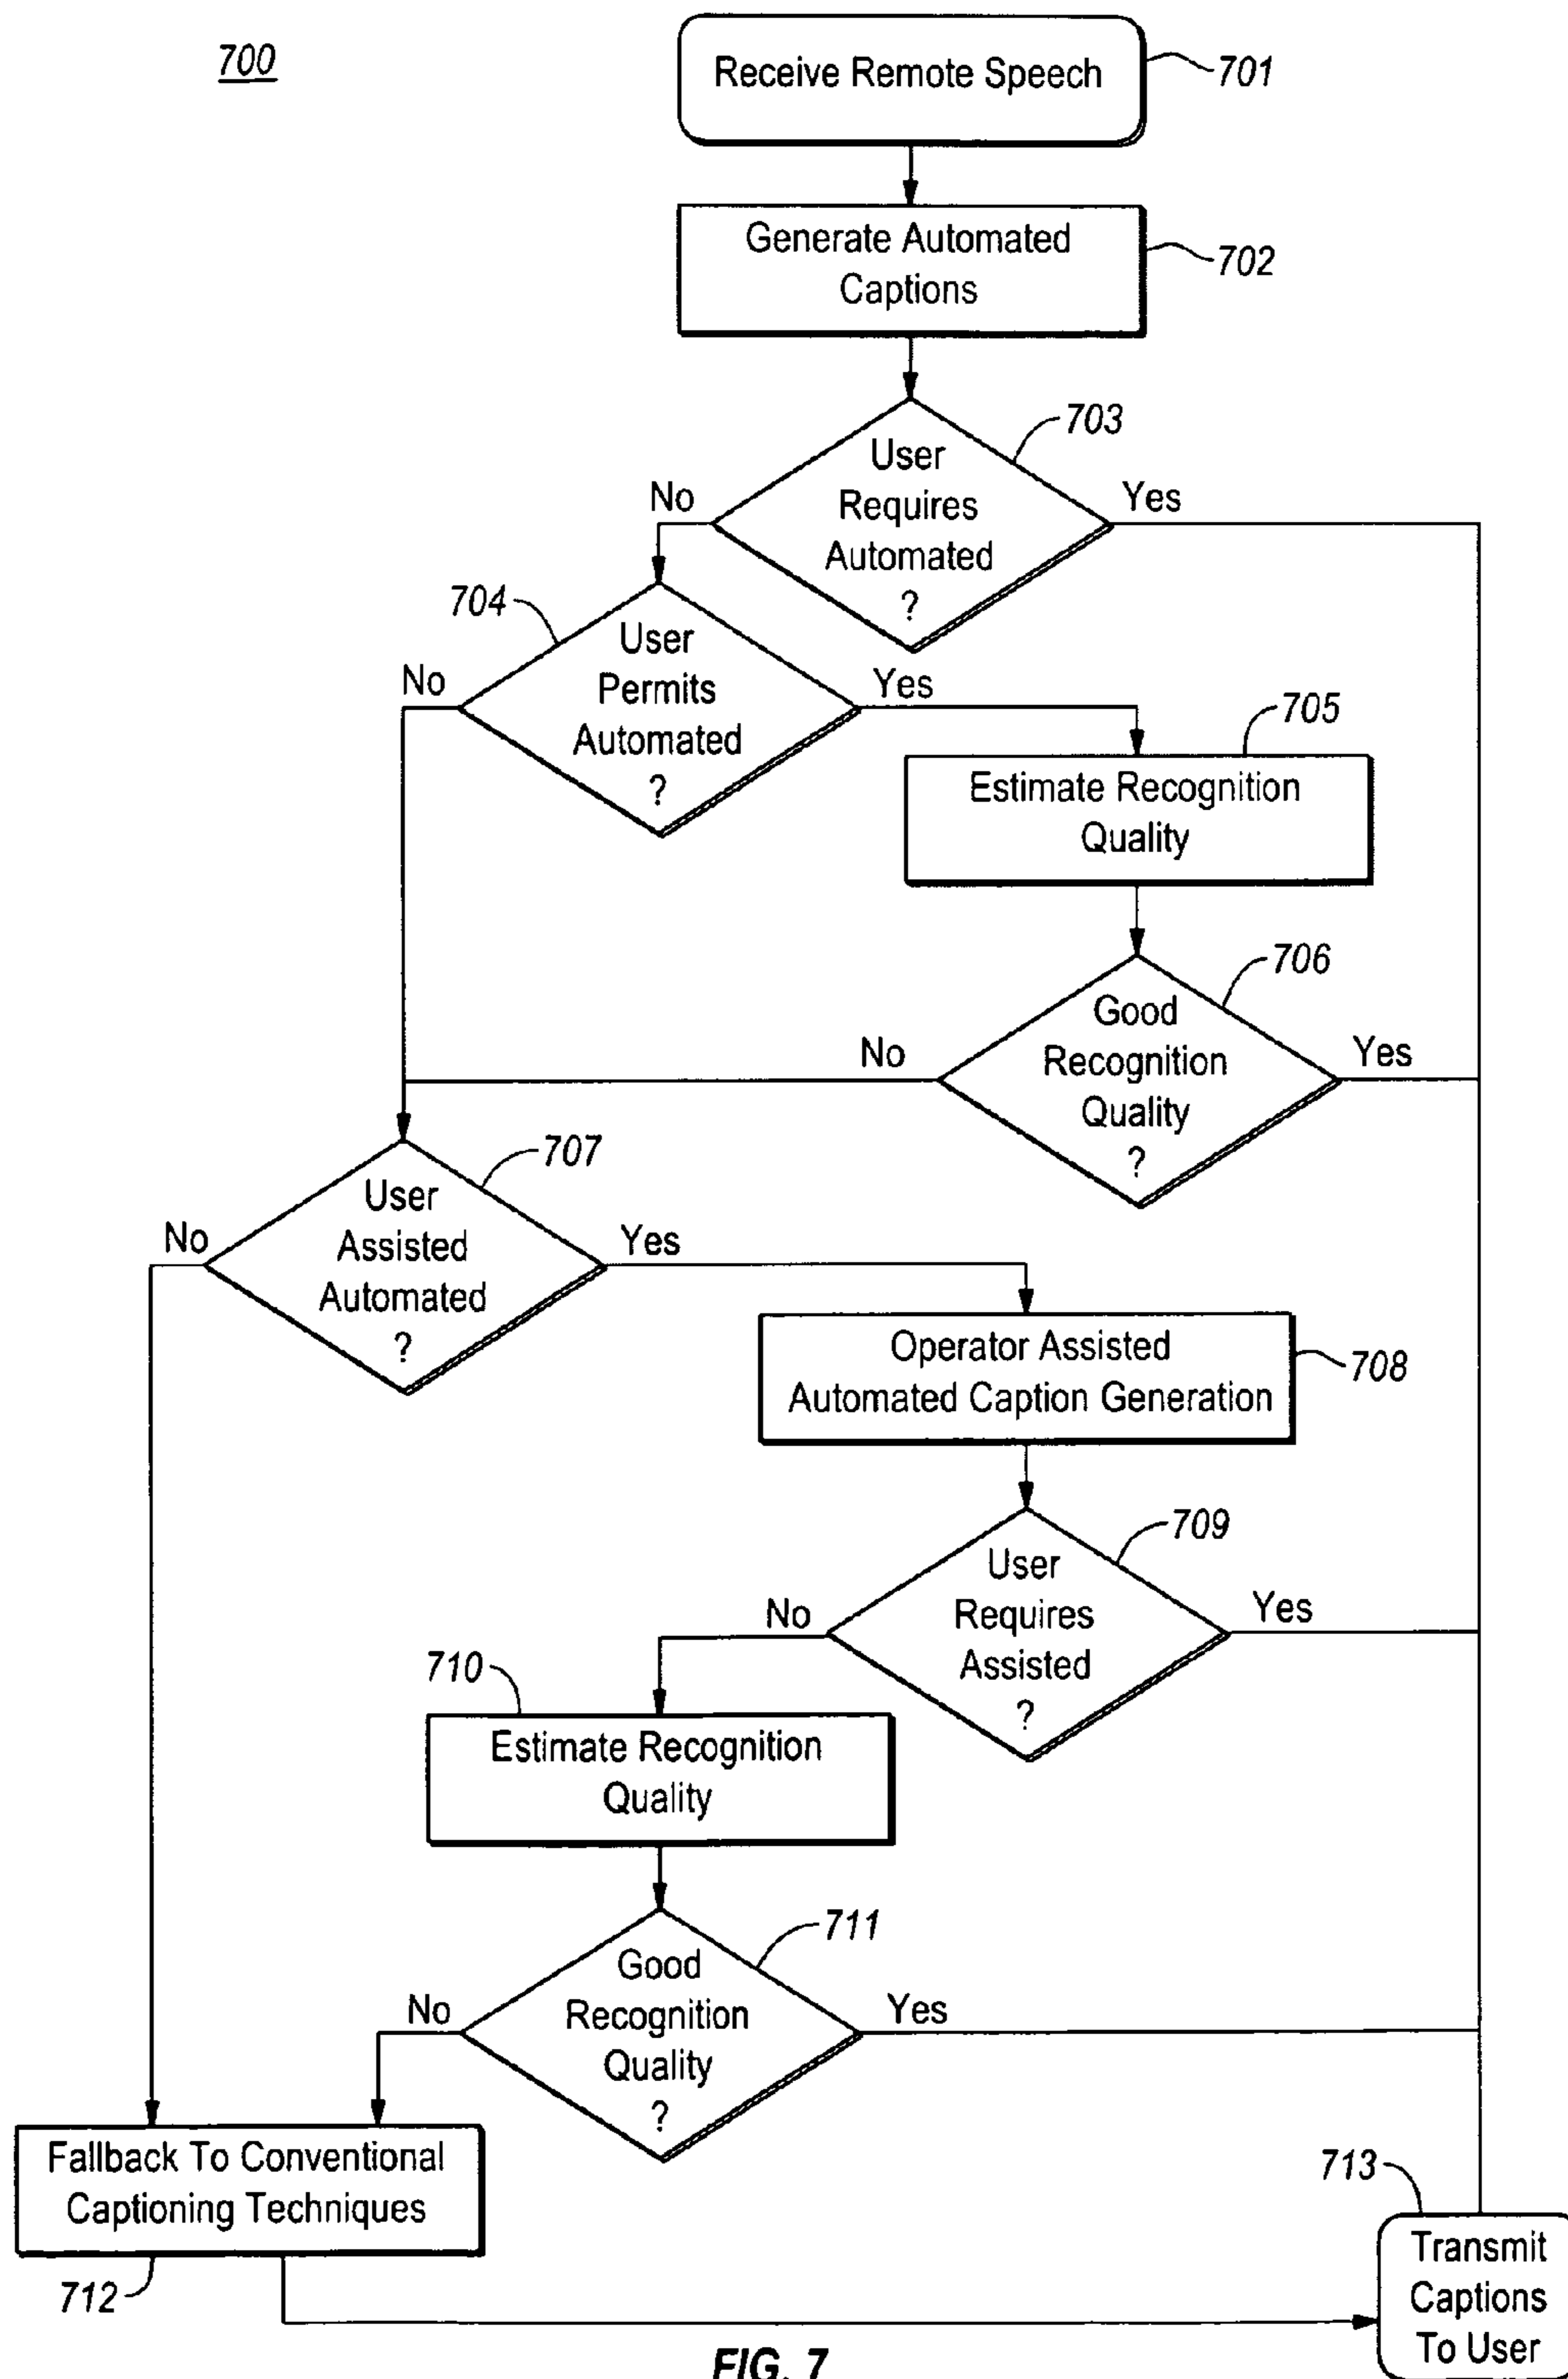 700
Receive Remote Speech
701
Generate Automated
Captions
702
703
User
Requires
Automated
?
No
Yes
704
User
Permits
Automated
?
No
Yes
705
Estimate Recognition
Quality
706
Good
Recognition
Quality
?
No
Yes
707
User
Assisted
Automated
?
No
Yes
Operator Assisted
Automated Caption Generation
708
709
User
Requires
Assisted
?
No
Yes
710
Estimate Recognition
Quality
711
Good
Recognition
Quality
?
No
Yes
Fallback To Conventional
Captioning Techniques
712
713
Transmit
Captions
To User
FIG. 7